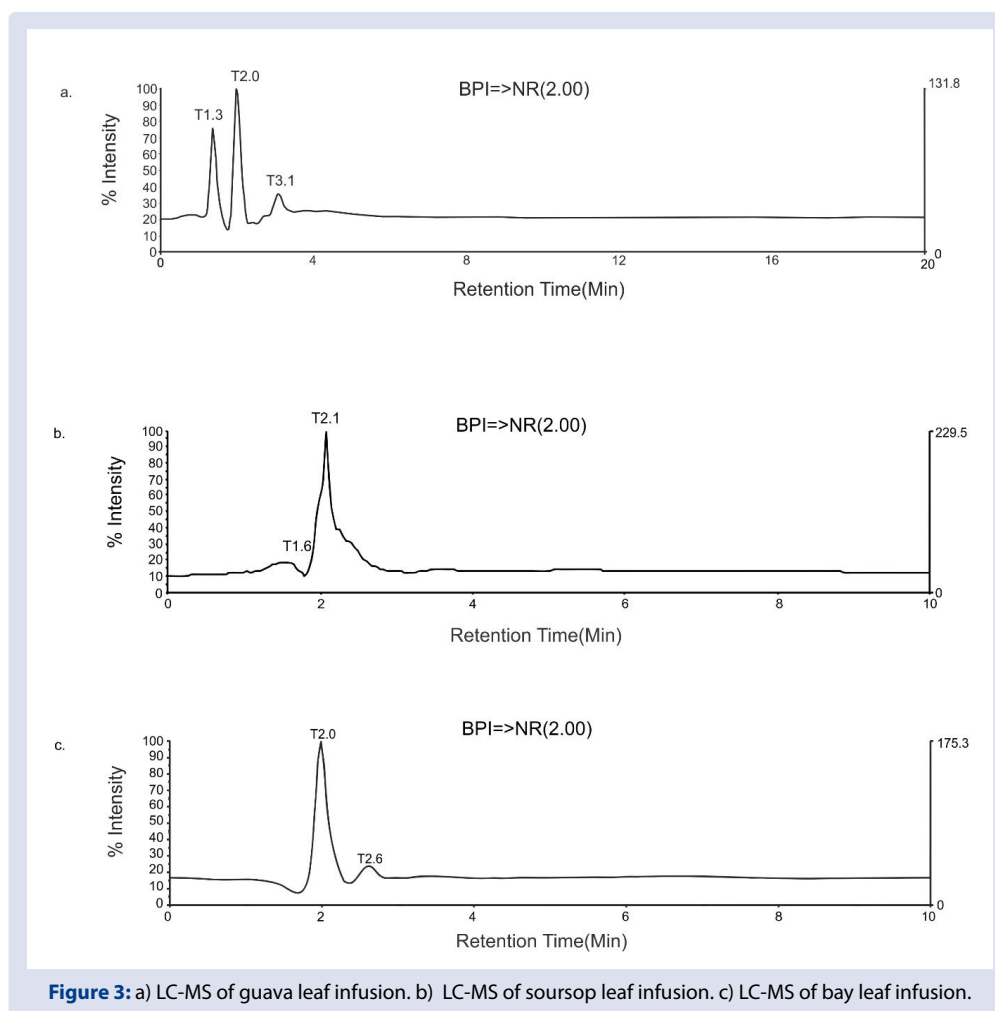 a.
BPI=>NR(2.00)
% Intensity
100
90
80
70
60
50
40
30
20
10
0
T1.3
T2.0
T3.1
131.8
0
0 4 8 12 16 20
Retention Time(Min)
b.
BPI=>NR(2.00)
% Intensity
100
90
80
70
60
50
40
30
20
10
0
T1.6
T2.1
229.5
0
0 2 4 6 8 10
Retention Time(Min)
c.
BPI=>NR(2.00)
% Intensity
100
90
80
70
60
50
40
30
20
10
0
T2.0
T2.6
175.3
0
0 2 4 6 8 10
Retention Time(Min)
Figure 3: a) LC-MS of guava leaf infusion. b) LC-MS of soursop leaf infusion. c) LC-MS of bay leaf infusion.